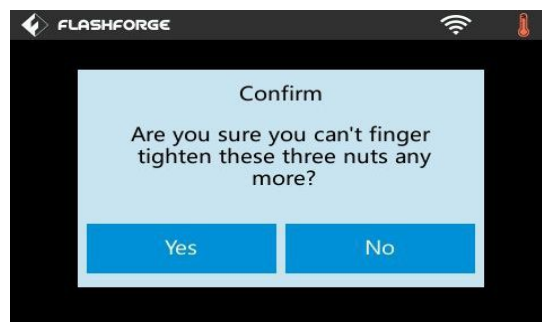 FLASHFORGE
Confirm
Are you sure you can't finger
tighten these three nuts any
more?
Yes
No